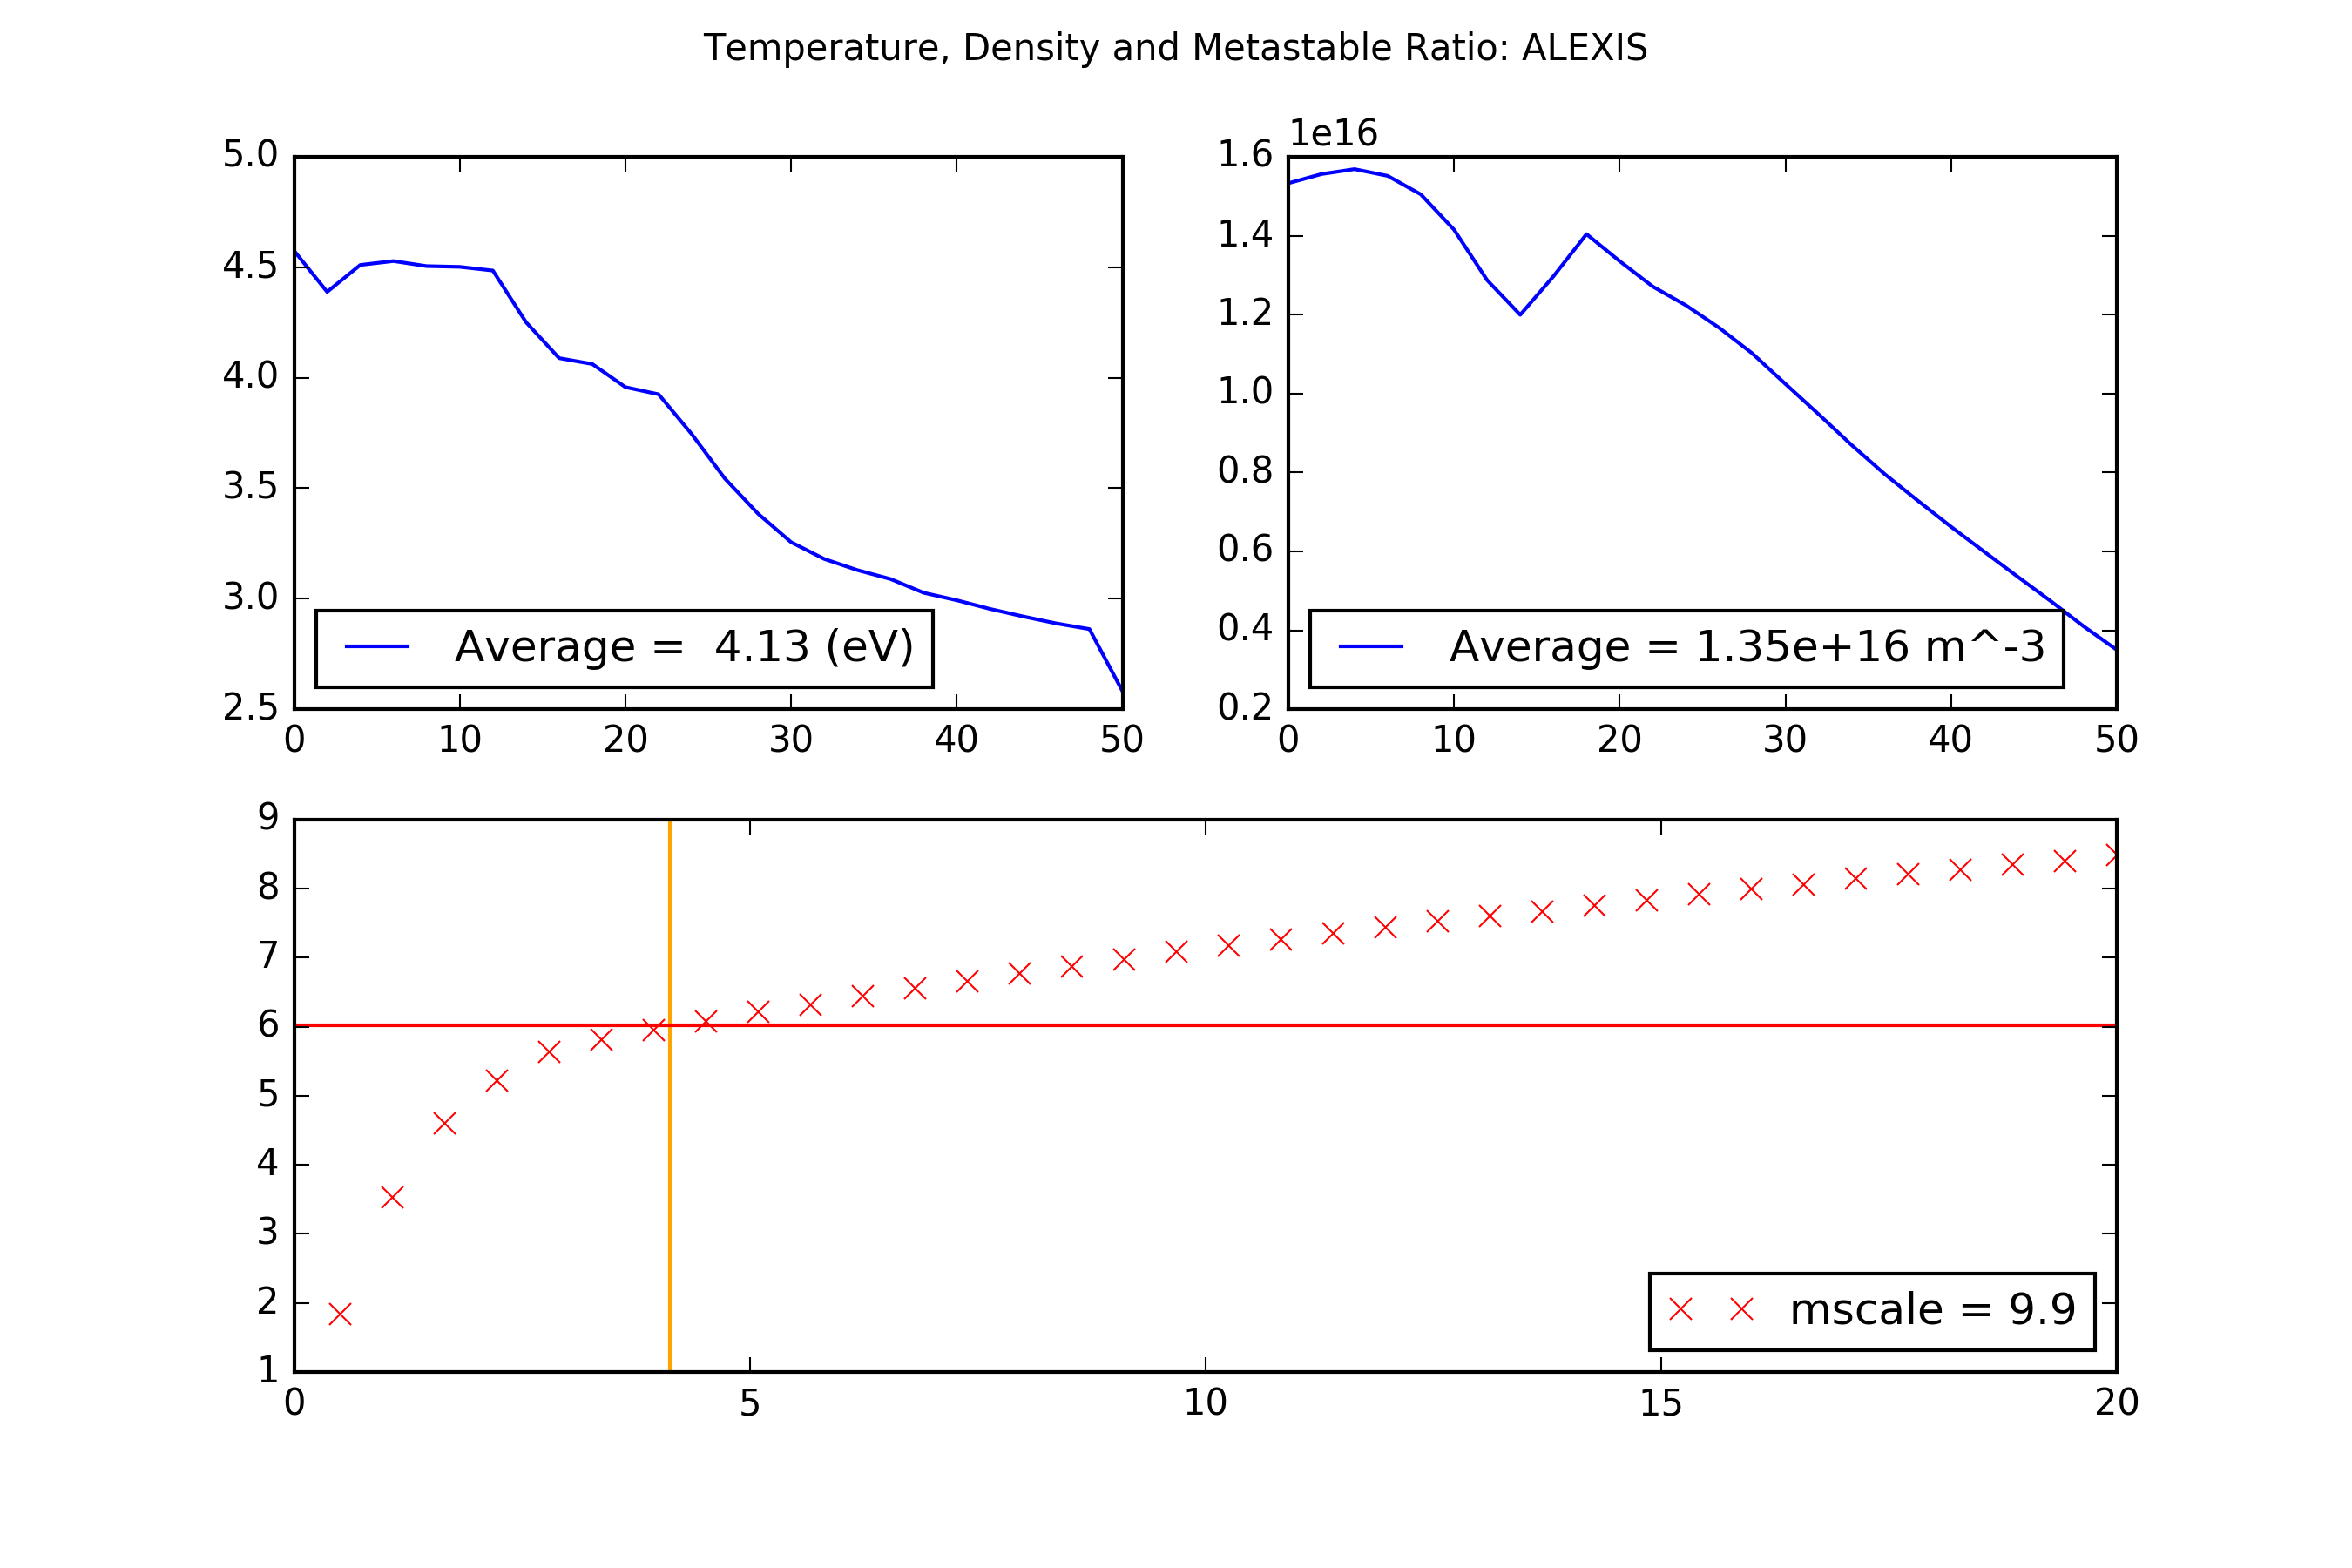 Temperature, Density and Metastable Ratio: ALEXIS
5.0
4.5
4.0
3.5
3.0
2.5
0 10 20 30 40 50
Average =  4.13 (eV)
1e16
1.6
1.4
1.2
1.0
0.8
0.6
0.4
0.2
0 10 20 30 40 50
Average = 1.35e+16 m^-3
9
8
7
6
5
4
3
2
1
0 5 10 15 20
mscale = 9.9